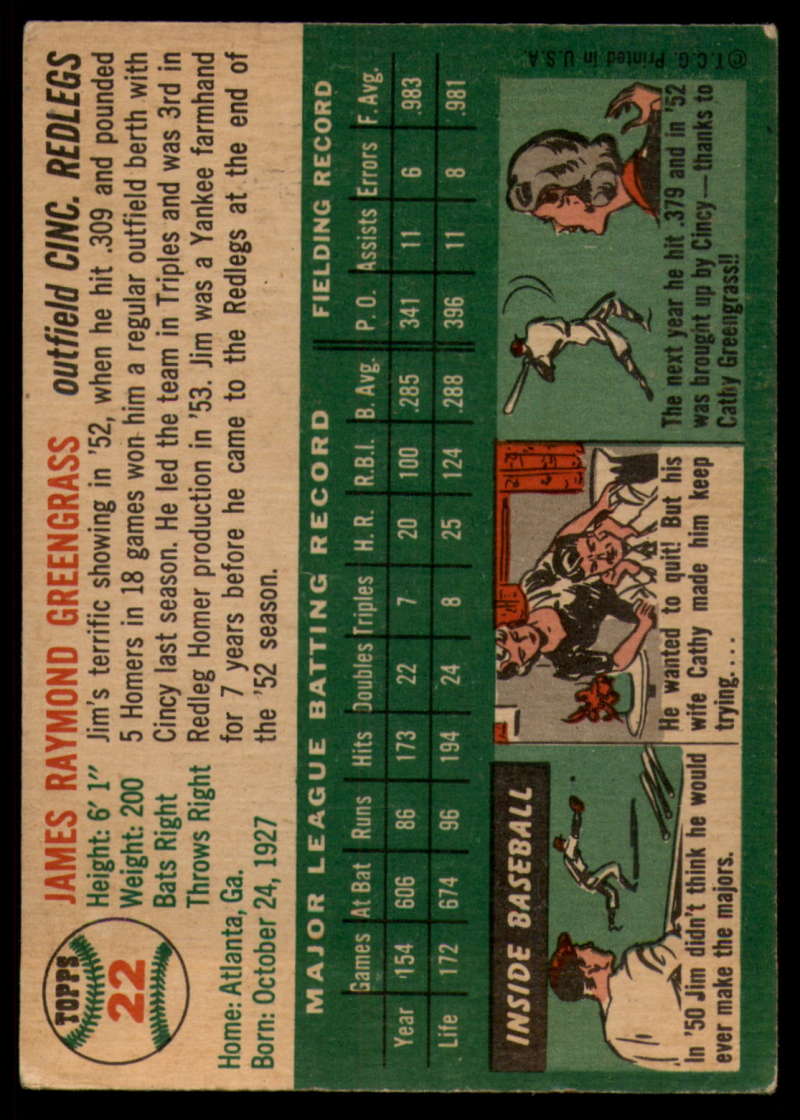 TOPPS
22
JAMES RAYMOND GREENGRASS
outfield CINC. REDLEGS
Height: 6' 1"
Weight: 200
Bats Right
Throws Right
Home: Atlanta, Ga.
Born: October 24, 1927
Jim's terrific showing in '52, when he hit .309 and pounded
5 Homers in 18 games won him a regular outfield berth with
Cincy last season. He led the team in Triples and was 3rd in
Redleg Homer production in '53. Jim was a Yankee farmhand
for 7 years before he came to the Redlegs at the end of
the '52 season.
MAJOR LEAGUE BATTING RECORD FIELDING RECORD
Games At Bat Runs Hits Doubles Triples H.R. R.B.I. B. Avg. P.O. Assists Errors F. Avg.
Year 154 606 86 173 22 7 20 100 .285 341 11 6 .983
Life 172 674 96 194 24 8 25 124 .288 396 11 8 .981
INSIDE BASEBALL
In '50 Jim didn't think he would
ever make the majors.
He wanted to quit! But his
wife Cathy made him keep
trying....
The next year he hit .379 and in '52
was brought up by Cincy—thanks to
Cathy Greengrass!!
©T.C.G. Printed in U.S.A.